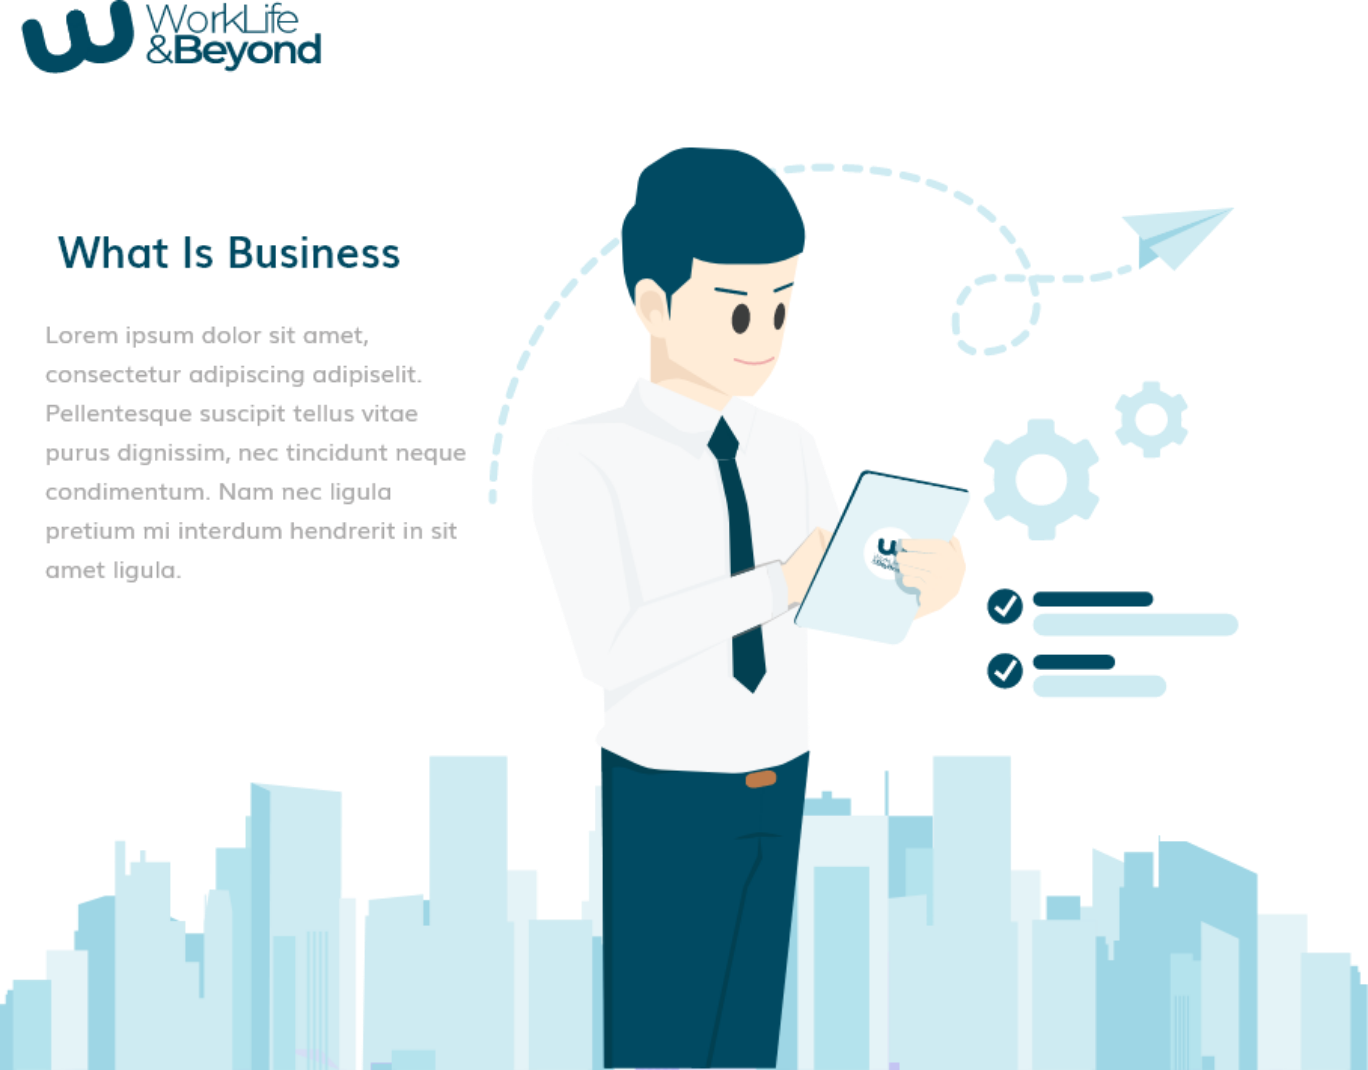 WorkLife
&Beyond
What Is Business
Lorem ipsum dolor sit amet,
consectetur adipiscing adipiselit.
Pellentesque suscipit tellus vitae
purus dignissim, nec tincidunt neque
condimentum. Nam nec ligula
pretium mi interdum hendrerit in sit
amet ligula.